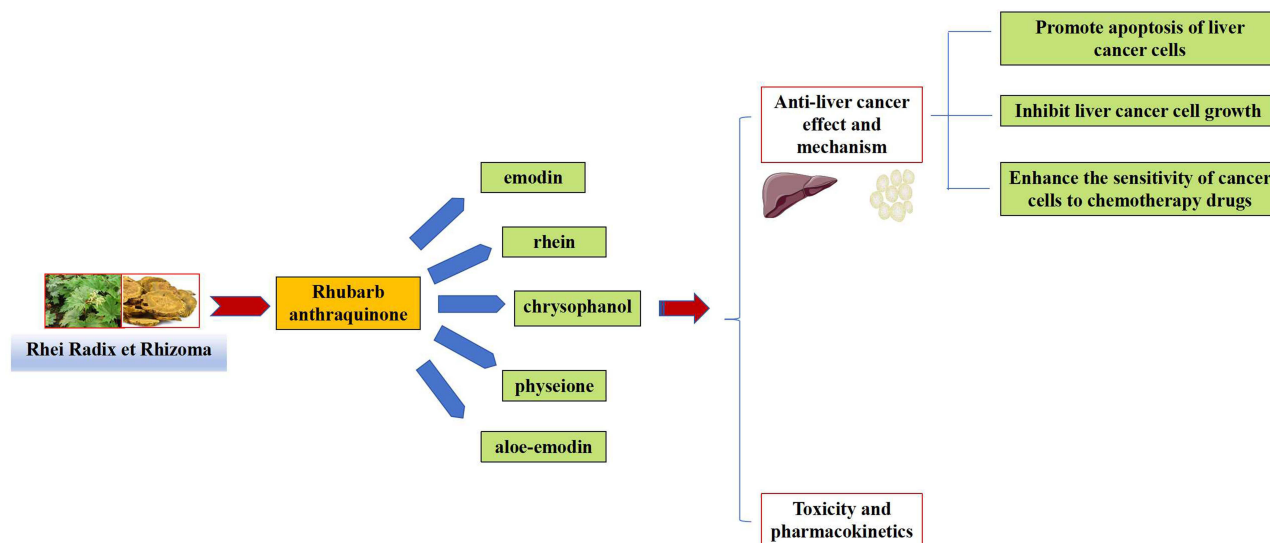 Rhei Radix et Rhizoma
Rhubarb
anthraquinone
emodin
rhein
chrysophanol
physeione
aloe-emodin
Anti-liver cancer
effect and
mechanism
Promote apoptosis of liver
cancer cells
Inhibit liver cancer cell growth
Enhance the sensitivity of cancer
cells to chemotherapy drugs
Toxicity and
pharmacokinetics